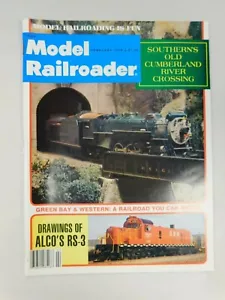 MODEL RAILROADING IS FUN
Model
Railroader
SOUTHERN'S
OLD
CUMBERLAND
RIVER
CROSSING
GREEN BAY & WESTERN: A RAILROAD YOU CAN
DRAWINGS OF
ALCO'S RS-3